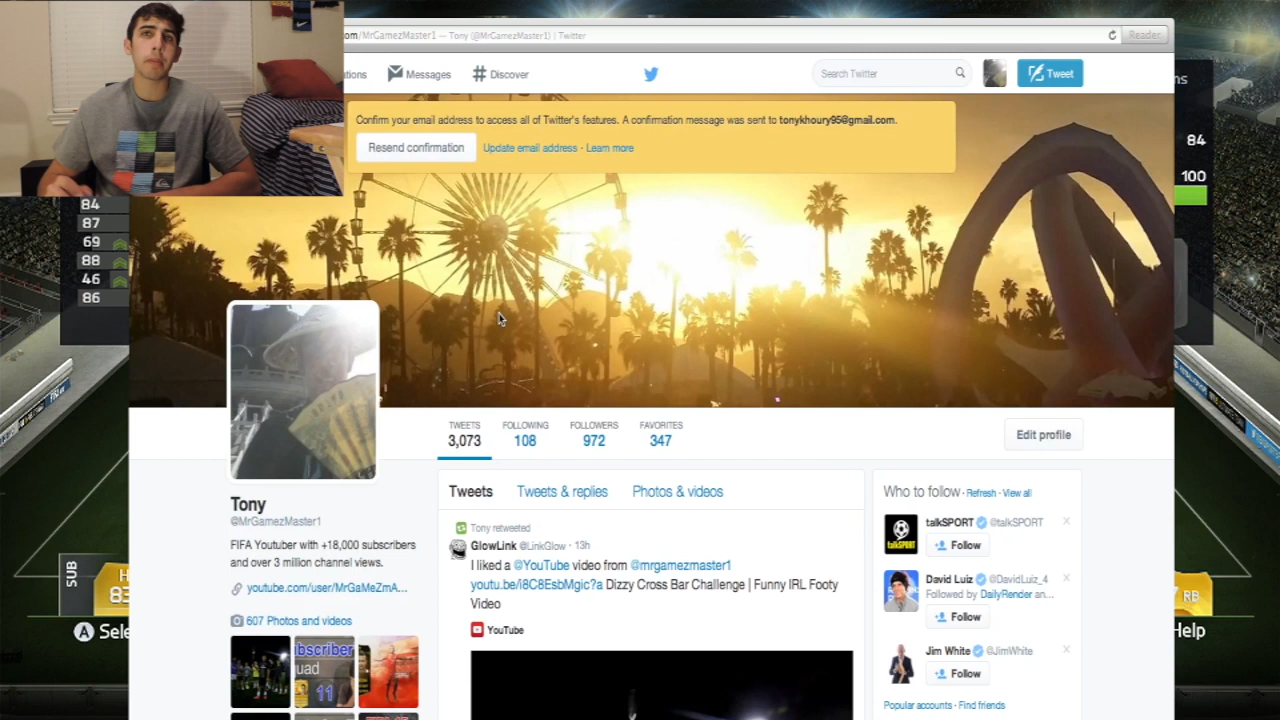 com/MrGamezMaster1 — Tony (@MrGamezMaster1) | Twitter
Reader
Messages
Discover
Search Twitter
Tweet
Confirm your email address to access all of Twitter's features. A confirmation message was sent to tonykhoury95@gmail.com.
Resend confirmation
Update email address · Learn more
84
100
84
87
69
88
46
86
TWEETS
3,073
FOLLOWING
108
FOLLOWERS
972
FAVORITES
347
Edit profile
Tony
@MrGamezMaster1
FIFA Youtuber with +18,000 subscribers
and over 3 million channel views.
youtube.com/user/MrGaMeZmA...
607 Photos and videos
Tweets
Tweets & replies
Photos & videos
Tony retweeted
GlowLink @LinkGlow · 13h
I liked a @YouTube video from @mrgamezmaster1
youtu.be/i8C8EsbMgic?a Dizzy Cross Bar Challenge | Funny IRL Footy
Video
YouTube
Who to follow · Refresh · View all
talkSPORT @talkSPORT
talkSPORT
Follow
David Luiz @DavidLuiz_4
Followed by DailyRender an...
Follow
Jim White @JimWhite
Follow
Popular accounts · Find friends
SUB
83
A Sele
RB
Help
11